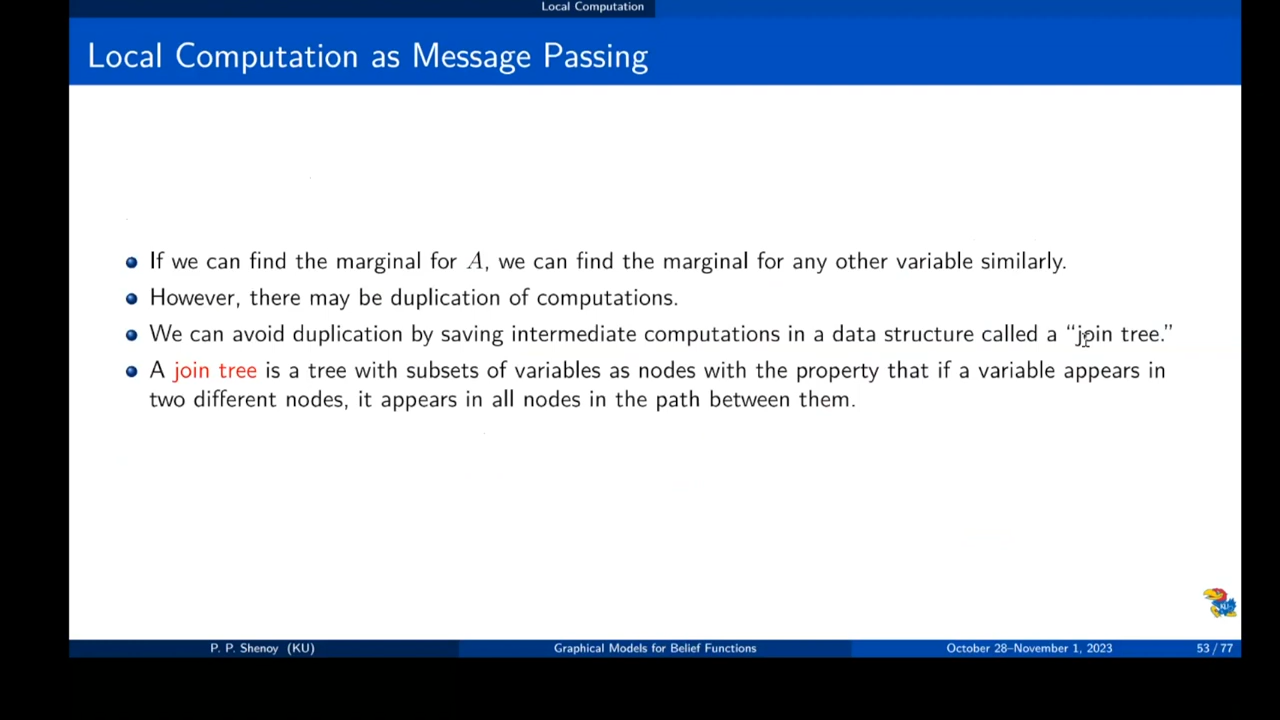 Local Computation
Local Computation as Message Passing
If we can find the marginal for A, we can find the marginal for any other variable similarly.
However, there may be duplication of computations.
We can avoid duplication by saving intermediate computations in a data structure called a “join tree.”
A join tree is a tree with subsets of variables as nodes with the property that if a variable appears in
two different nodes, it appears in all nodes in the path between them.
KU
P. P. Shenoy (KU) Graphical Models for Belief Functions October 28–November 1, 2023 53 / 77